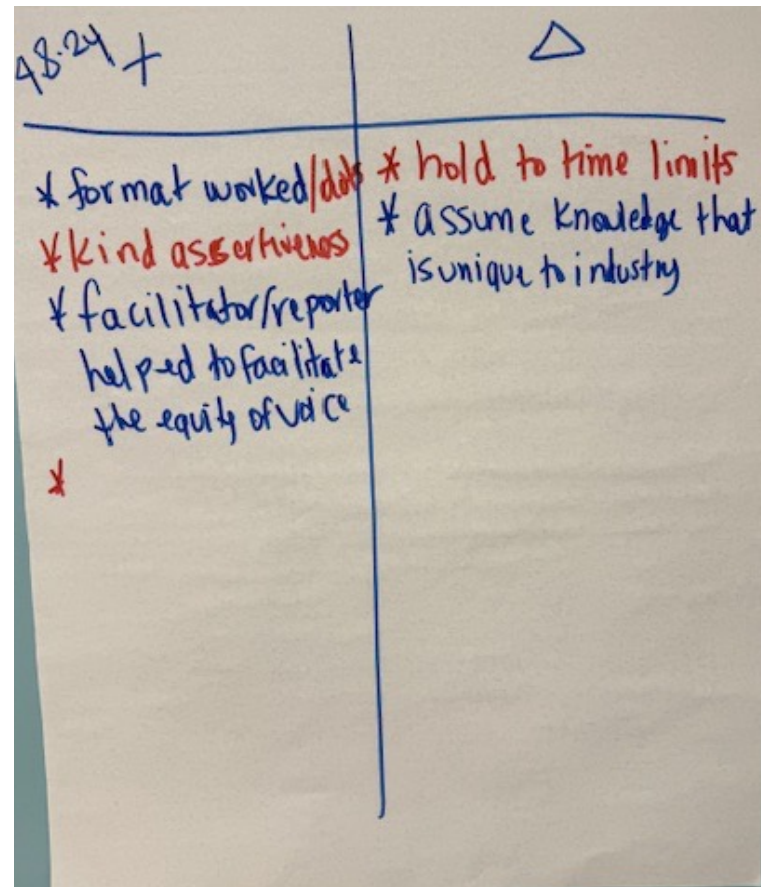 48.24 +
△
* format worked/dots
* kind assertiveness
* facilitator/reporter
helped to facilitate
the equity of voice
*
* hold to time limits
* assume knowledge that
is unique to industry